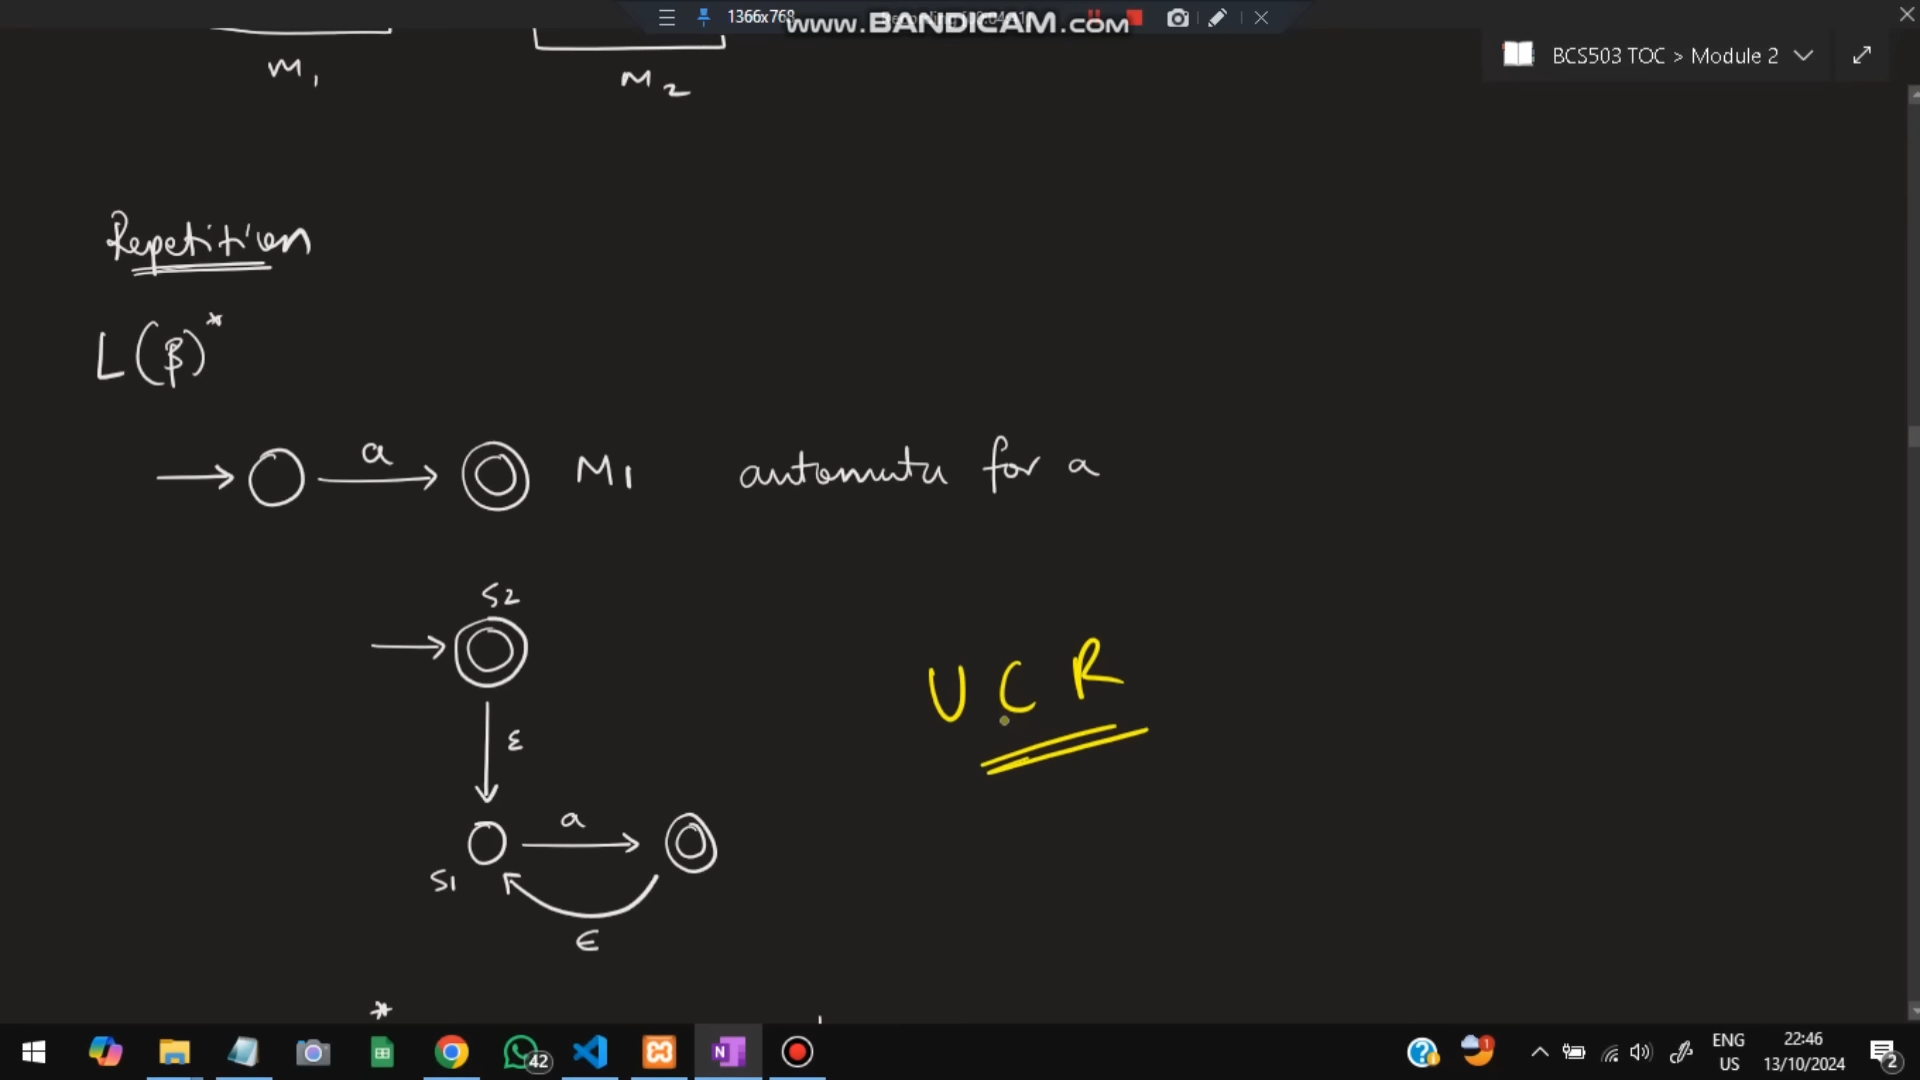 1366x768
www.BANDICAM.com
BCS503 TOC > Module 2
M1
M2
Repetition
L(β)*
a
M1
automata for a
S2
ε
U C R
a
S1
ε
*
42
N
1
ENG
US
22:46
13/10/2024
2